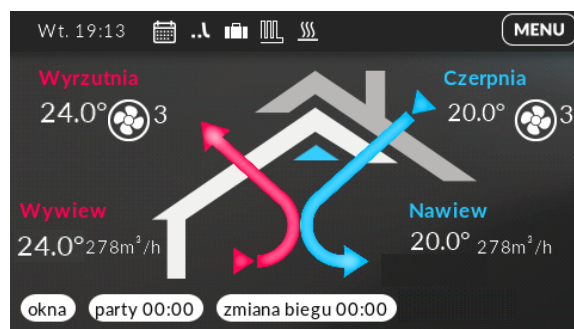 Wt. 19:13 MENU
Wyrzutnia Czerpnia
24.0° 3 20.0° 3
Wywiew Nawiew
24.0° 278m³/h 20.0° 278m³/h
okna party 00:00 zmiana biegu 00:00